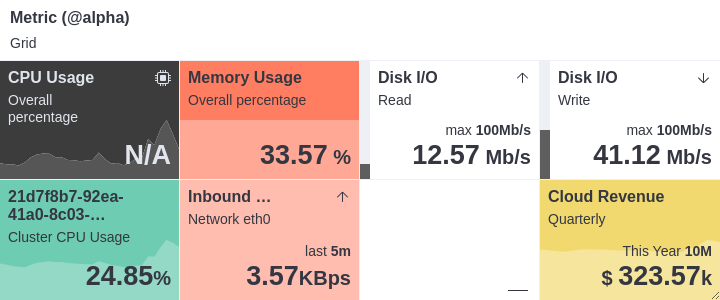 Metric (@alpha)
Grid
CPU Usage
Overall
percentage
N/A
Memory Usage
Overall percentage
33.57 %
Disk I/O
Read
max 100Mb/s
12.57 Mb/s
Disk I/O
Write
max 100Mb/s
41.12 Mb/s
21d7f8b7-92ea-
41a0-8c03-…
Cluster CPU Usage
24.85%
Inbound …
Network eth0
last 5m
3.57KBps
—
Cloud Revenue
Quarterly
This Year 10M
$ 323.57k